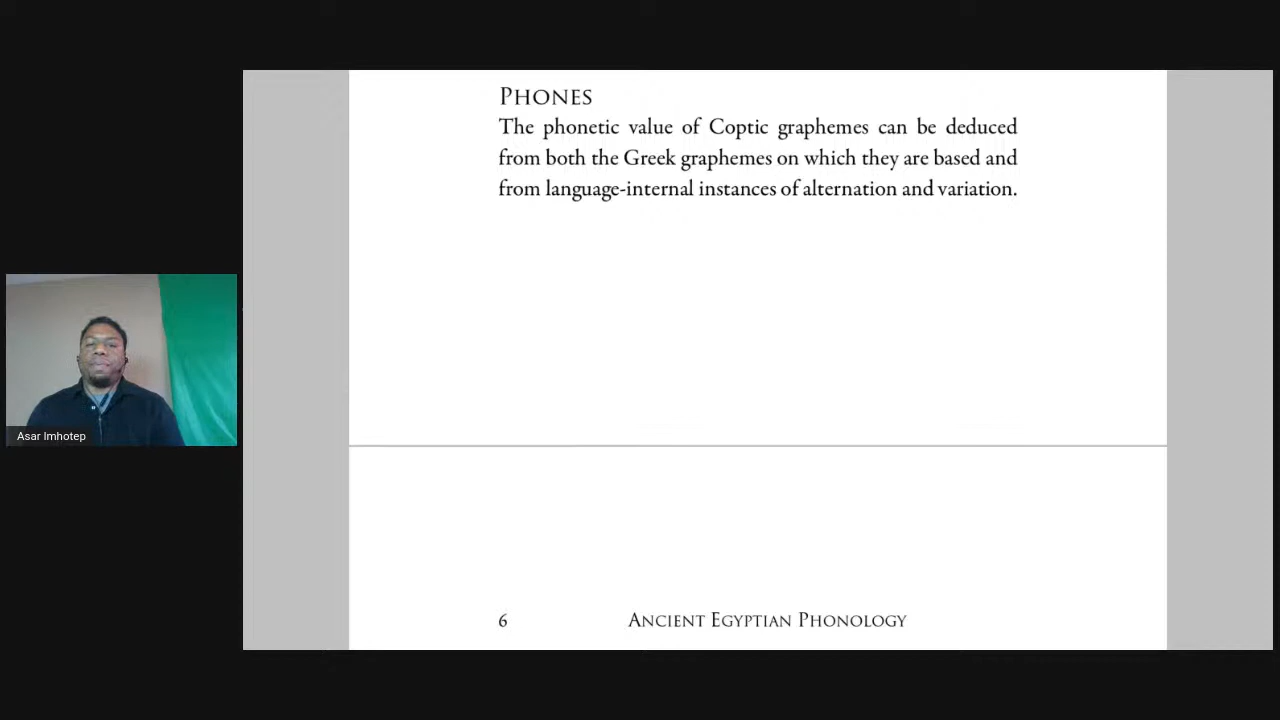 PHONES
The phonetic value of Coptic graphemes can be deduced
from both the Greek graphemes on which they are based and
from language-internal instances of alternation and variation.
Asar Imhotep
6 ANCIENT EGYPTIAN PHONOLOGY